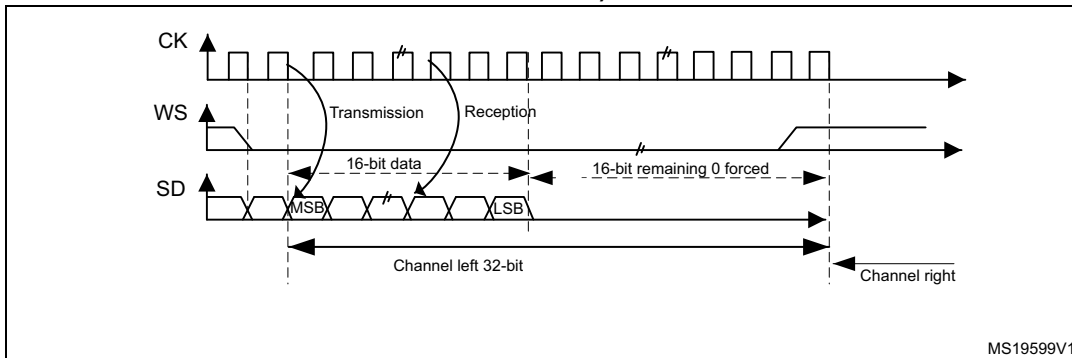 CK
Transmission
Reception
WS
16-bit data
16-bit remaining 0 forced
SD
MSB
LSB
Channel left 32-bit
Channel right
MS19599V1